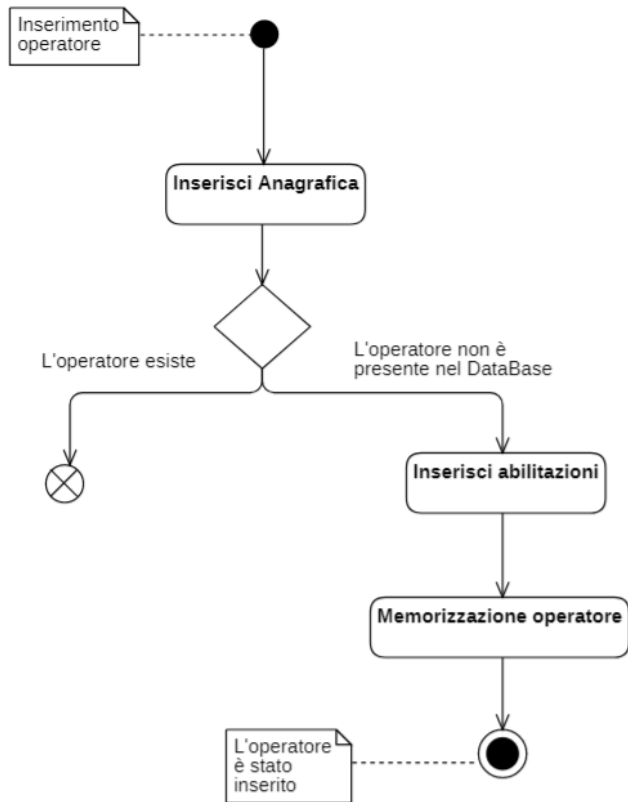 Inserimento
operatore
Inserisci Anagrafica
L'operatore esiste
L'operatore non è
presente nel DataBase
Inserisci abilitazioni
Memorizzazione operatore
L'operatore
è stato
inserito